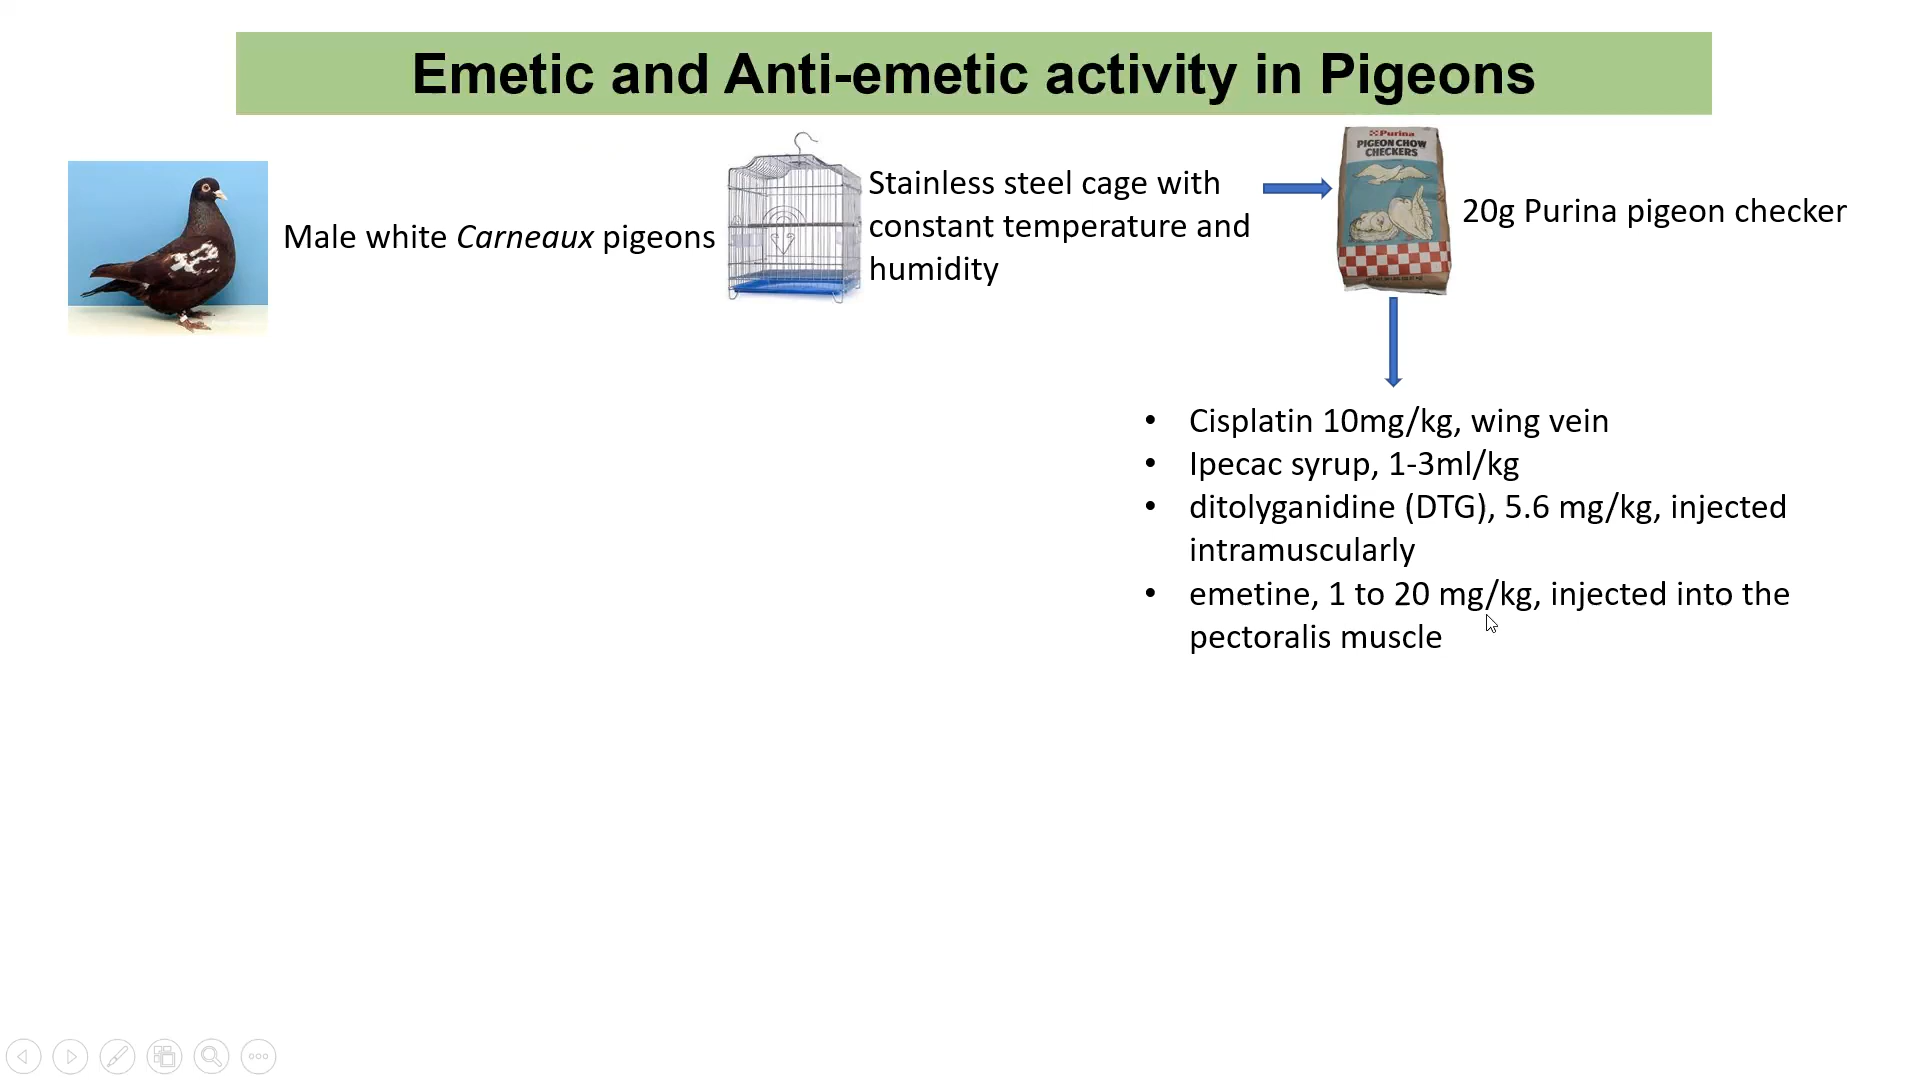 Emetic and Anti-emetic activity in Pigeons
Male white Carneaux pigeons
Stainless steel cage with
constant temperature and
humidity
Purina
PIGEON CHOW
CHECKERS
20g Purina pigeon checker
• Cisplatin 10mg/kg, wing vein
• Ipecac syrup, 1-3ml/kg
• ditolyganidine (DTG), 5.6 mg/kg, injected
intramuscularly
• emetine, 1 to 20 mg/kg, injected into the
pectoralis muscle